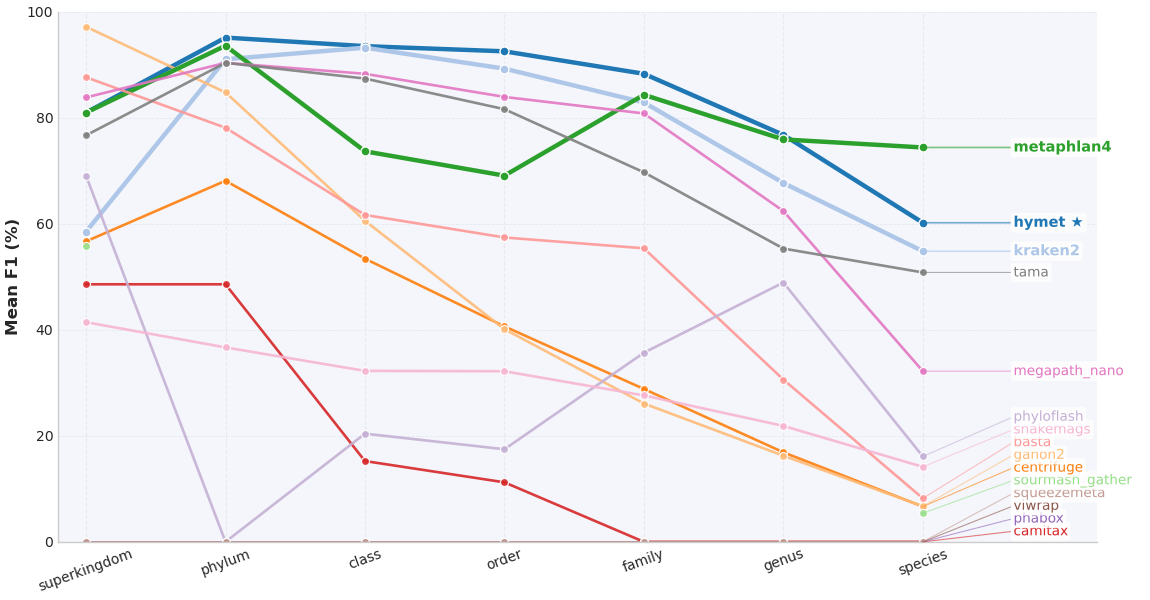 100
80
60
40
20
0
Mean F1 (%)
superkingdom
phylum
class
order
family
genus
species
metaphlan4
hymet ★
kraken2
tama
megapath_nano
phyloflash
snakemags
basta
ganon2
centrifuge
sourmash_gather
squeezemeta
viwrap
phabox
camitax